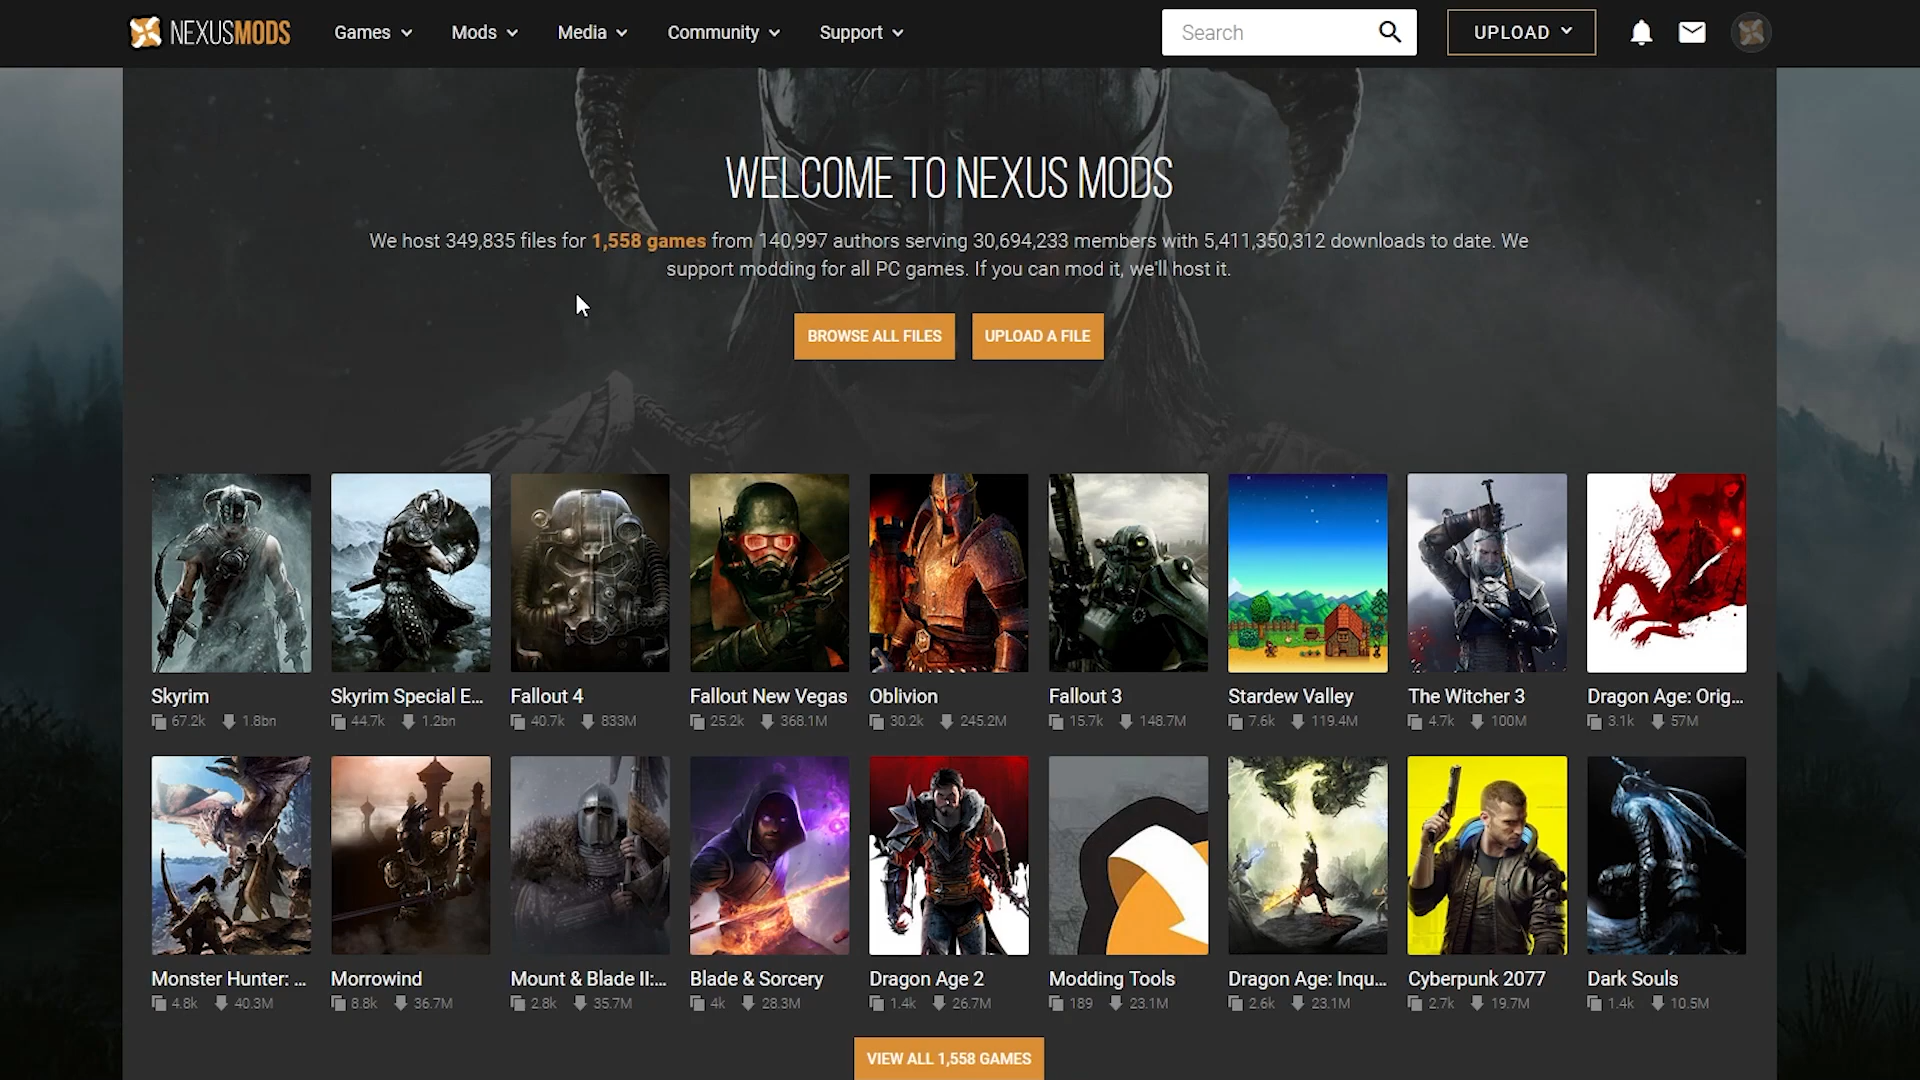 NEXUSMODS Games Mods Media Community Support Search UPLOAD
WELCOME TO NEXUS MODS
We host 349,835 files for 1,558 games from 140,997 authors serving 30,694,233 members with 5,411,350,312 downloads to date. We
support modding for all PC games. If you can mod it, we'll host it.
BROWSE ALL FILES UPLOAD A FILE
Skyrim Skyrim Special E... Fallout 4 Fallout New Vegas Oblivion Fallout 3 Stardew Valley The Witcher 3 Dragon Age: Orig...
67.2k 1.8bn 44.7k 1.2bn 40.7k 833M 25.2k 368.1M 30.2k 245.2M 15.7k 148.7M 7.6k 119.4M 4.7k 100M 3.1k 57M
Monster Hunter: ... Morrowind Mount & Blade II:... Blade & Sorcery Dragon Age 2 Modding Tools Dragon Age: Inqu... Cyberpunk 2077 Dark Souls
4.8k 40.3M 8.8k 36.7M 2.8k 35.7M 4k 28.3M 1.4k 26.7M 189 23.1M 2.6k 23.1M 2.7k 19.7M 1.4k 10.5M
VIEW ALL 1,558 GAMES